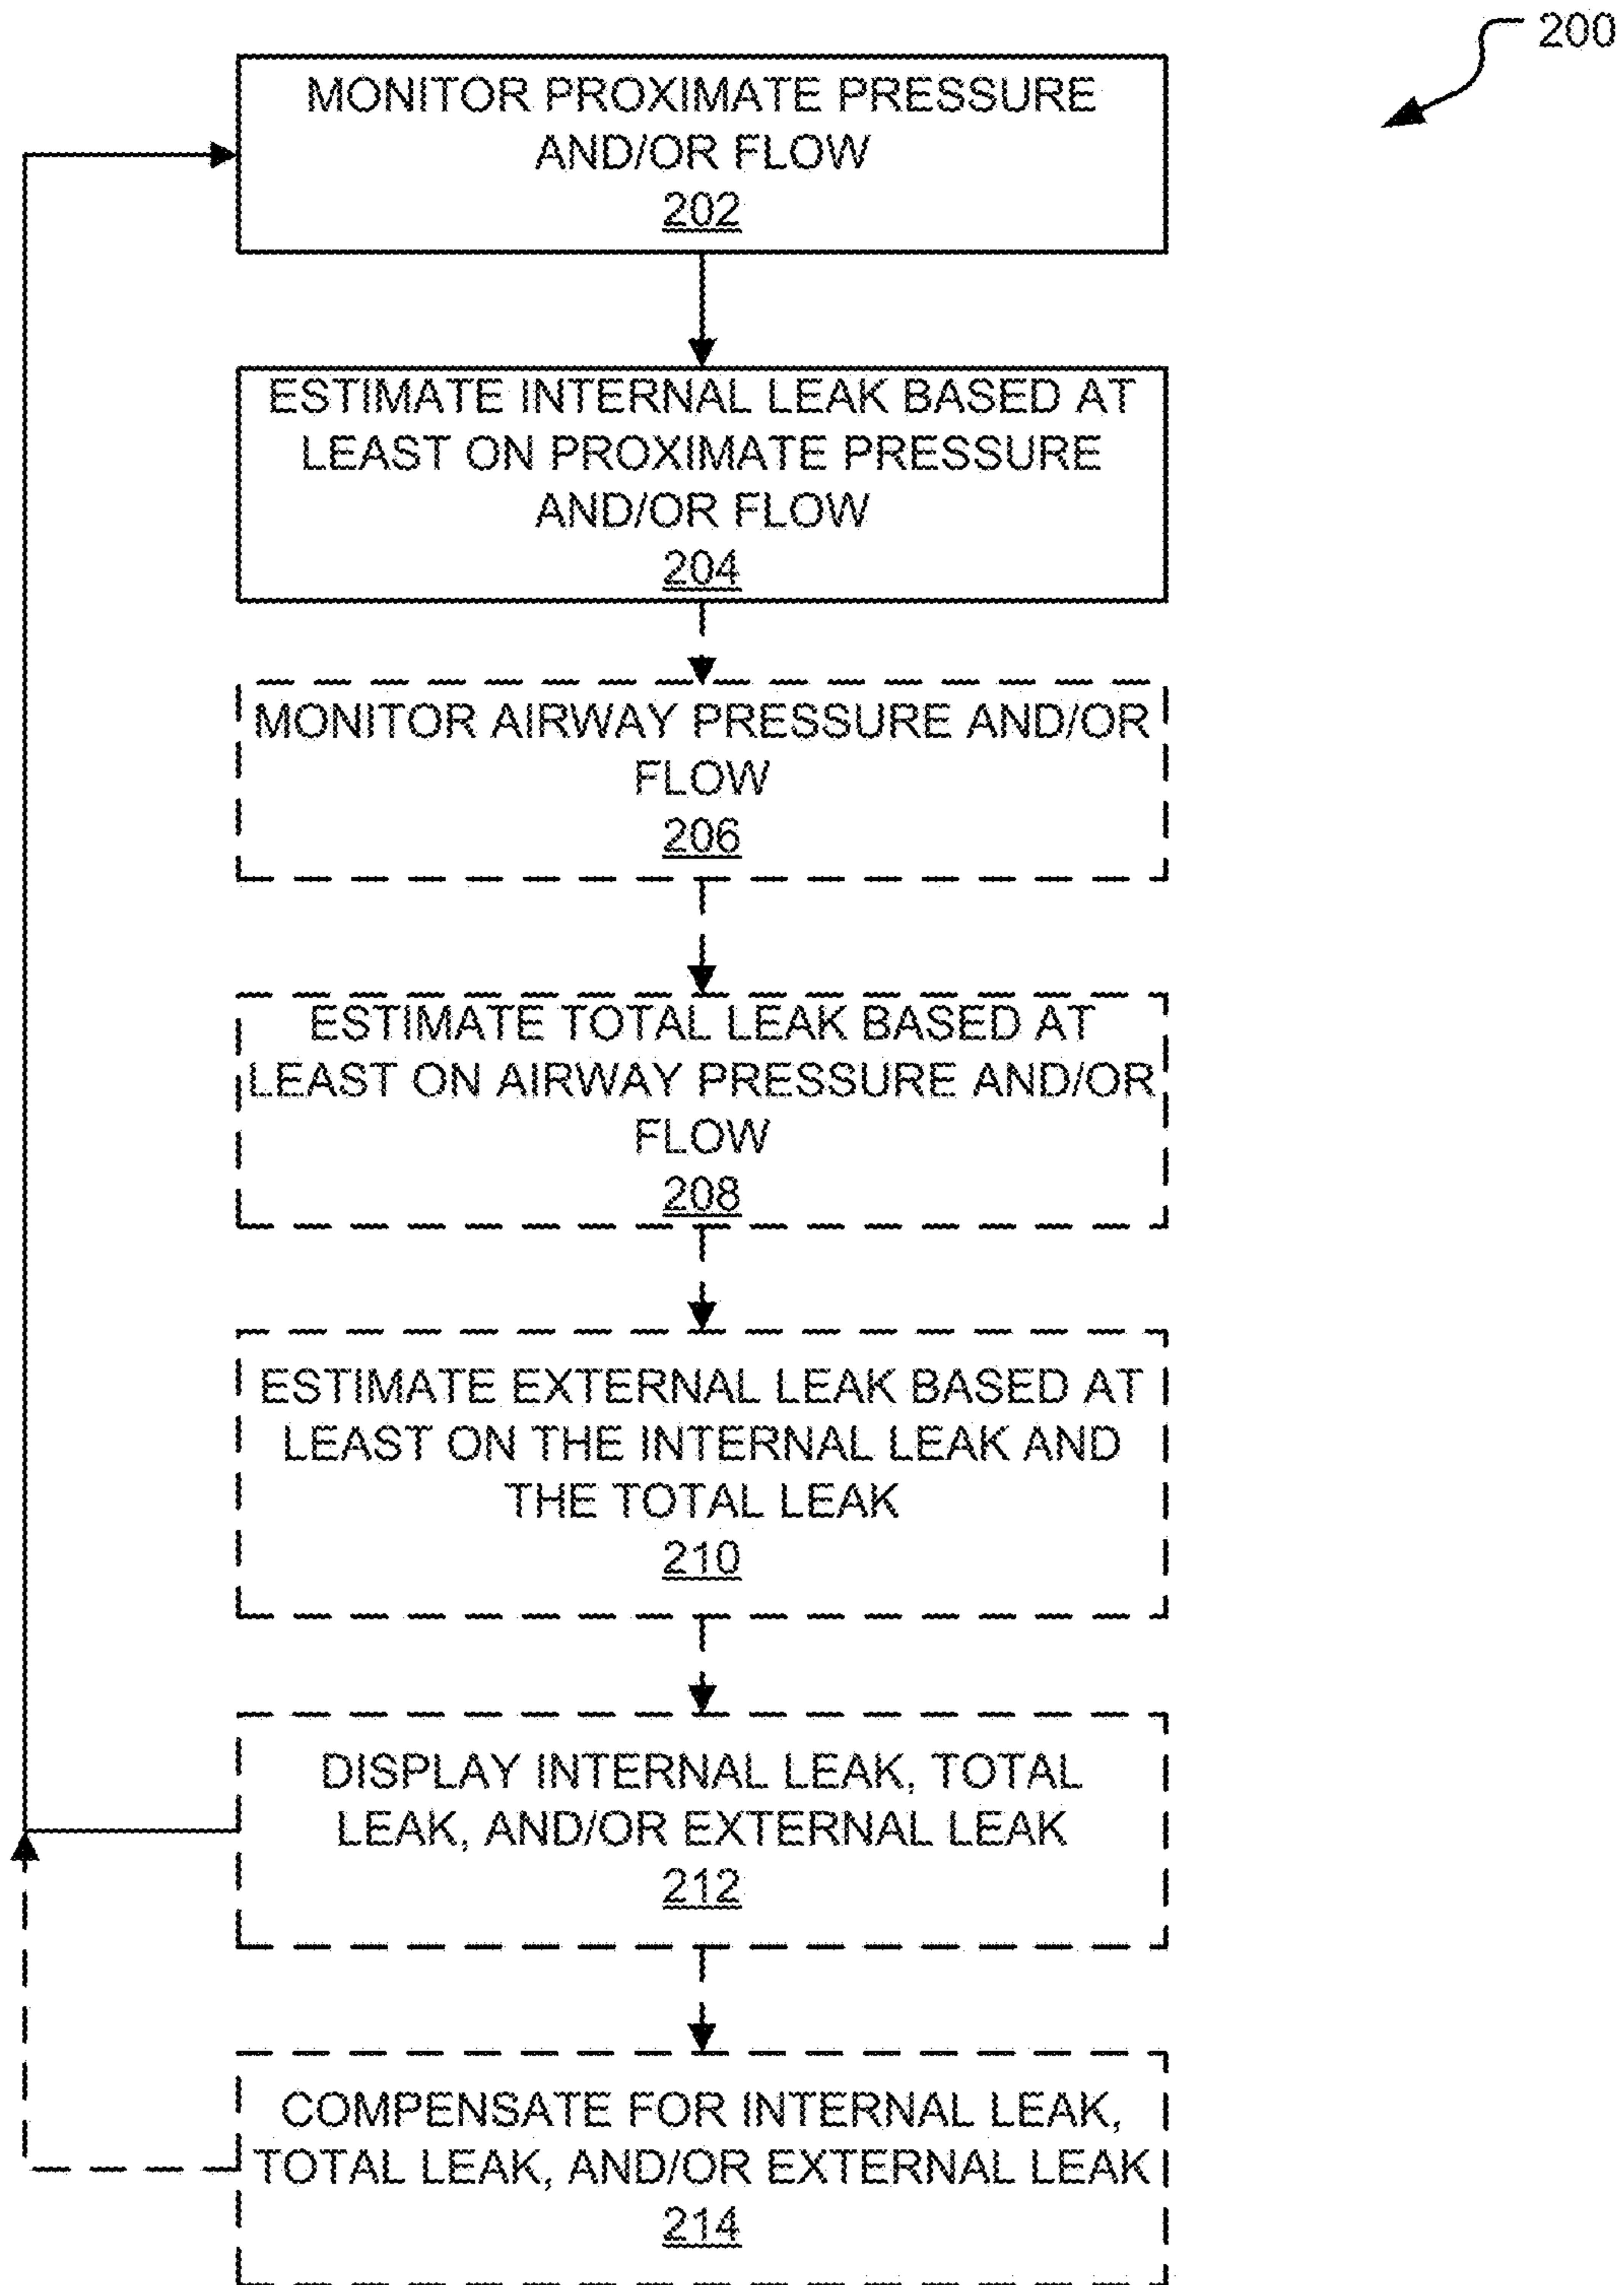 200
MONITOR PROXIMATE PRESSURE
AND/OR FLOW
202
ESTIMATE INTERNAL LEAK BASED AT
LEAST ON PROXIMATE PRESSURE
AND/OR FLOW
204
MONITOR AIRWAY PRESSURE AND/OR
FLOW
206
ESTIMATE TOTAL LEAK BASED AT
LEAST ON AIRWAY PRESSURE AND/OR
FLOW
208
ESTIMATE EXTERNAL LEAK BASED AT
LEAST ON THE INTERNAL LEAK AND
THE TOTAL LEAK
210
DISPLAY INTERNAL LEAK, TOTAL
LEAK, AND/OR EXTERNAL LEAK
212
COMPENSATE FOR INTERNAL LEAK,
TOTAL LEAK, AND/OR EXTERNAL LEAK
214